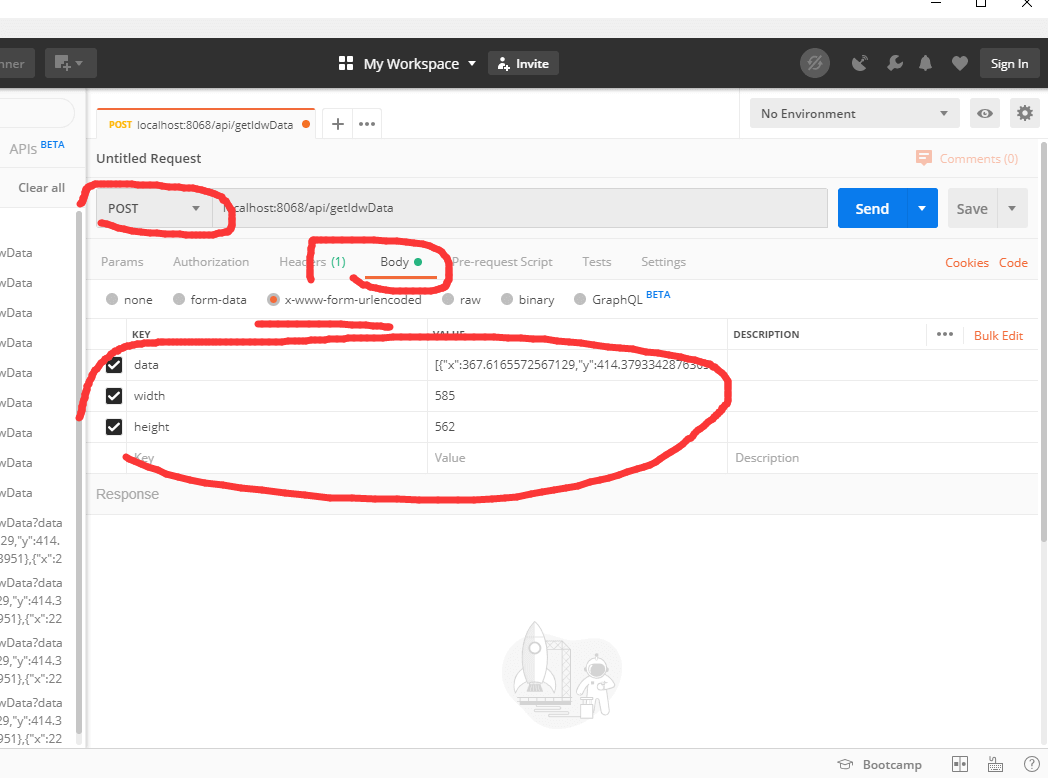 nner
My Workspace
Invite
Sign In
APIs BETA
Clear all
POST localhost:8068/api/getIdwData
No Environment
Untitled Request
Comments (0)
POST
localhost:8068/api/getIdwData
Send
Save
Params
Authorization
Headers (1)
Body
Pre-request Script
Tests
Settings
Cookies
Code
none
form-data
x-www-form-urlencoded
raw
binary
GraphQL BETA
KEY
VALUE
DESCRIPTION
Bulk Edit
data
[{"x":367.6165572567129,"y":414.3793342876
width
585
height
562
Key
Value
Description
Response
wData
wData
wData
wData
wData
wData
wData
wData
wData
wData?data
29,"y":414.
3951},{"x":2
wData?data
29,"y":414.3
951},{"x":22
wData?data
29,"y":414.3
951},{"x":22
wData?data
29,"y":414.3
951},{"x":22
Bootcamp